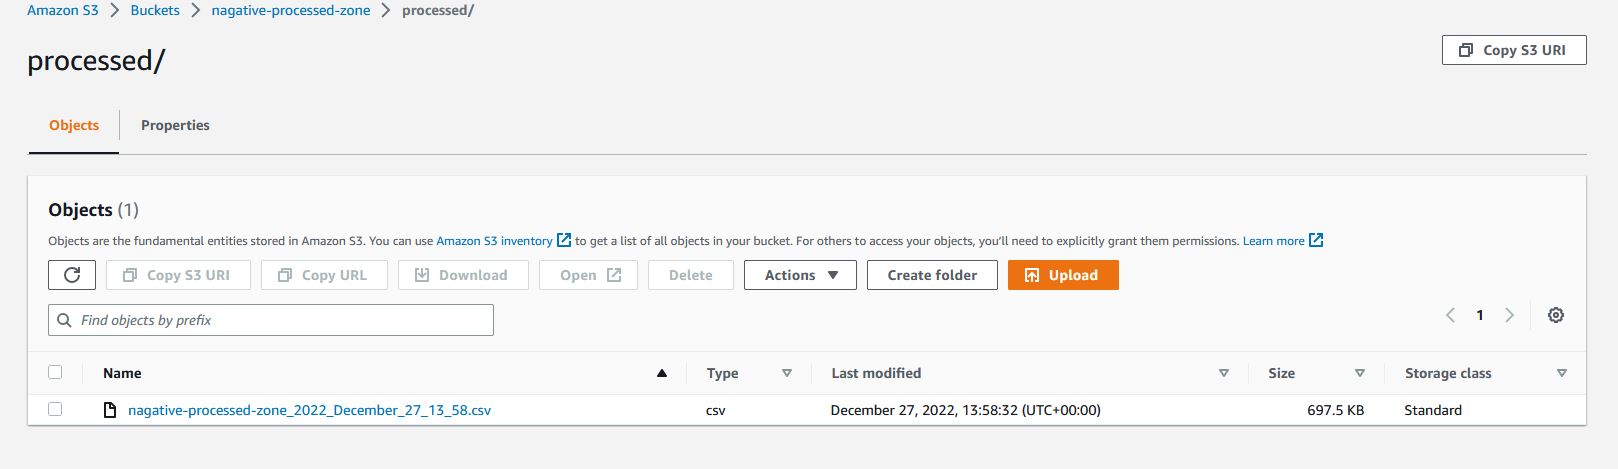 Amazon S3 > Buckets > nagative-processed-zone > processed/
processed/
Copy S3 URI
Objects
Properties
Objects (1)
Objects are the fundamental entities stored in Amazon S3. You can use Amazon S3 inventory to get a list of all objects in your bucket. For others to access your objects, you'll need to explicitly grant them permissions. Learn more
Copy S3 URI
Copy URL
Download
Open
Delete
Actions
Create folder
Upload
Find objects by prefix
1
Name Type Last modified Size Storage class
nagative-processed-zone_2022_December_27_13_58.csv csv December 27, 2022, 13:58:32 (UTC+00:00) 697.5 KB Standard